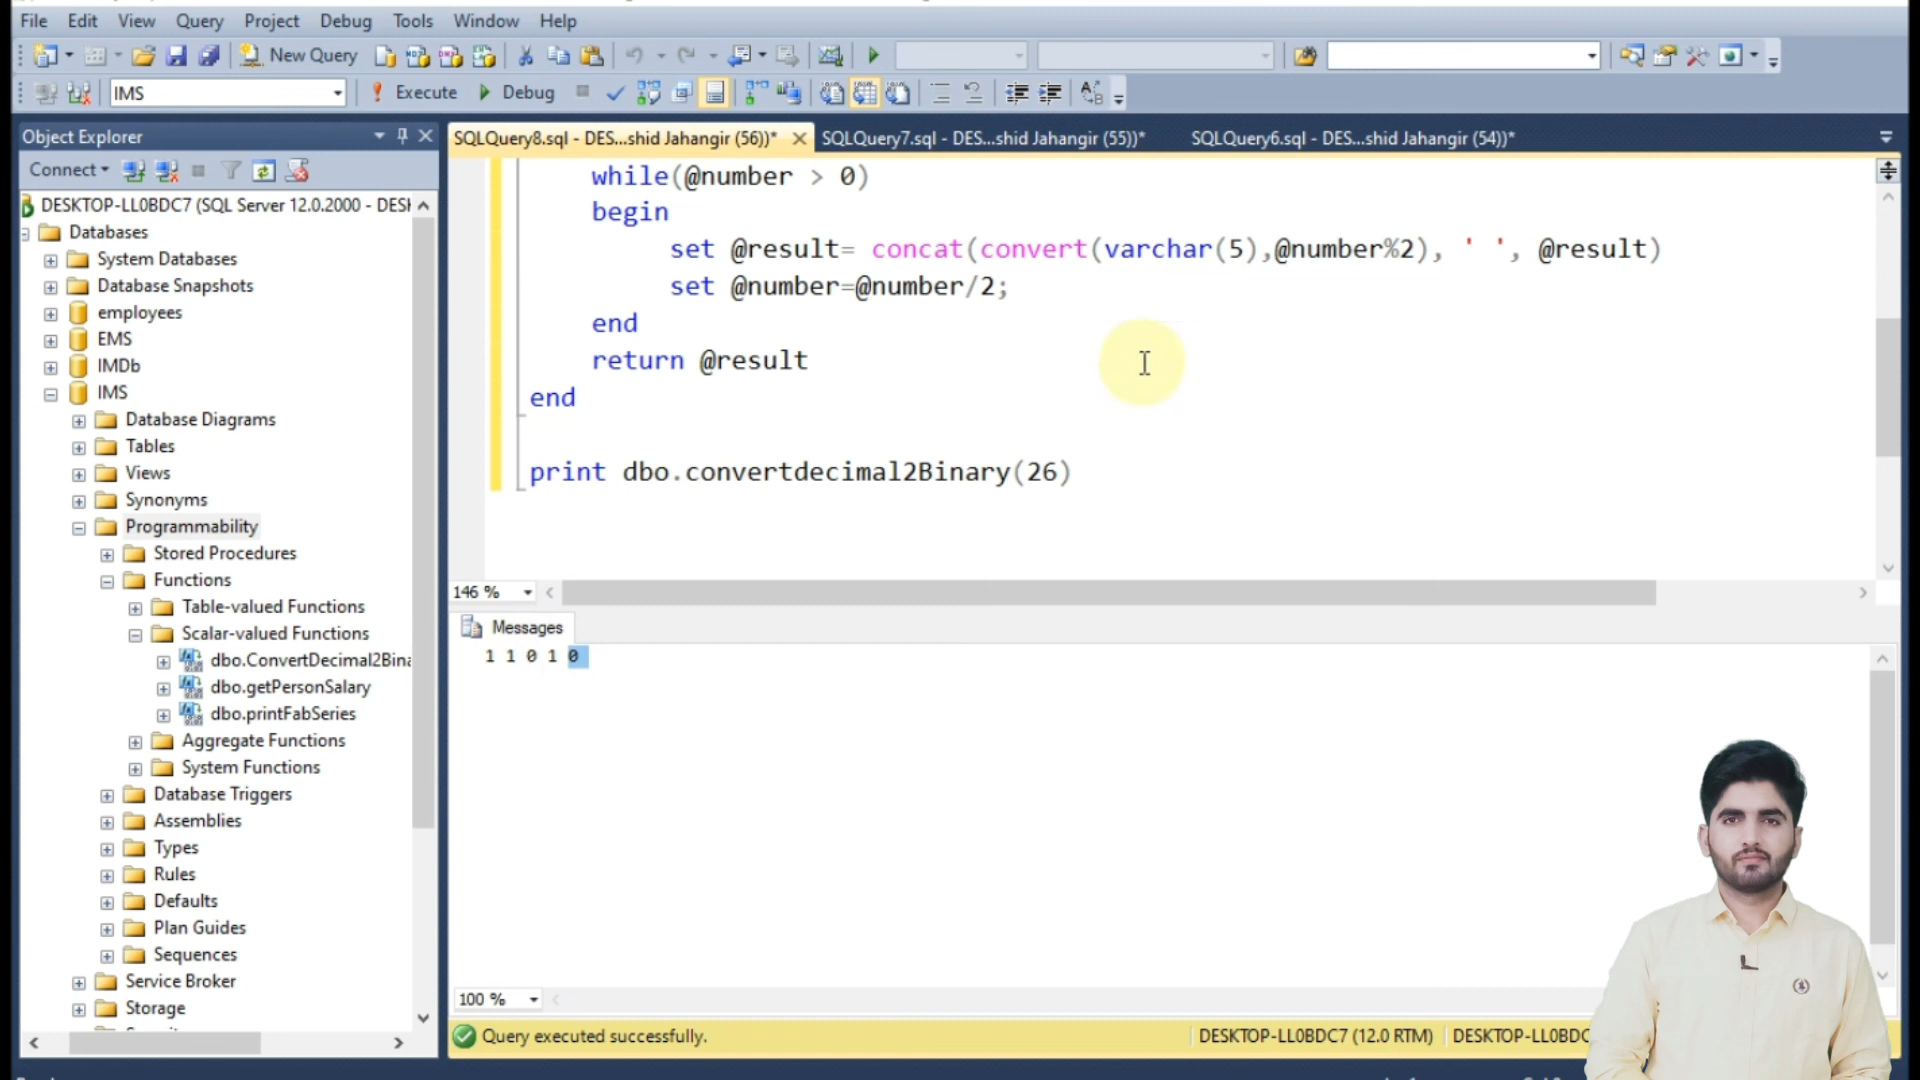 File Edit View Query Project Debug Tools Window Help
New Query
IMS Execute Debug
Object Explorer
SQLQuery8.sql - DES...shid Jahangir (56))* SQLQuery7.sql - DES...shid Jahangir (55))* SQLQuery6.sql - DES...shid Jahangir (54))*
Connect
DESKTOP-LL0BDC7 (SQL Server 12.0.2000 - DESK
Databases
System Databases
Database Snapshots
employees
EMS
IMDb
IMS
Database Diagrams
Tables
Views
Synonyms
Programmability
Stored Procedures
Functions
Table-valued Functions
Scalar-valued Functions
dbo.ConvertDecimal2Bina
dbo.getPersonSalary
dbo.printFabSeries
Aggregate Functions
System Functions
Database Triggers
Assemblies
Types
Rules
Defaults
Plan Guides
Sequences
Service Broker
Storage
while(@number > 0)
begin
set @result= concat(convert(varchar(5),@number%2), ' ', @result)
set @number=@number/2;
end
return @result
end
print dbo.convertdecimal2Binary(26)
146 %
Messages
1 1 0 1 0
100 %
Query executed successfully. DESKTOP-LL0BDC7 (12.0 RTM) DESKTOP-LL0BDC